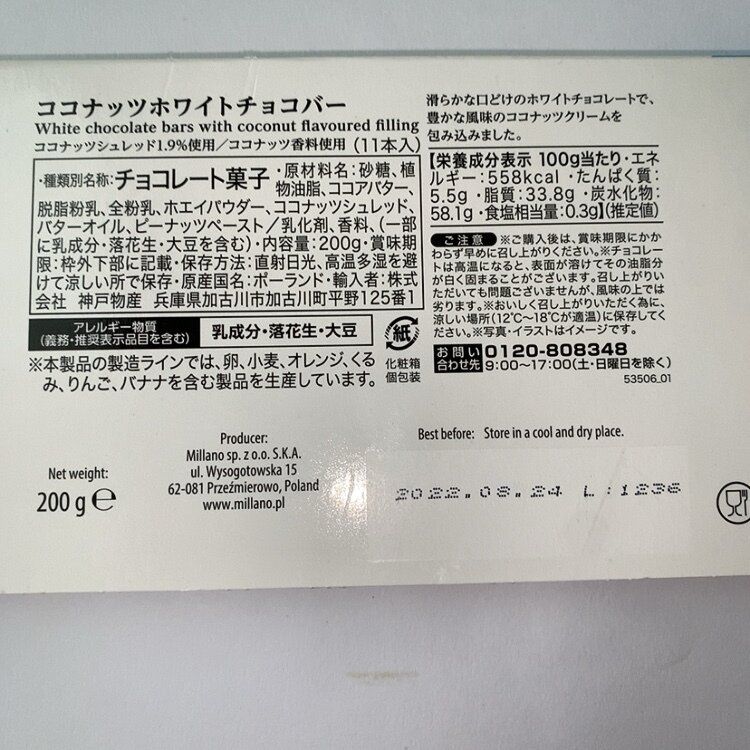 ココナッツホワイトチョコバー
White chocolate bars with coconut flavoured filling
ココナッツシュレッド1.9%使用/ココナッツ香料使用 (11本入)
・種類別名称:チョコレート菓子 ・原材料名:砂糖、植
物油脂、ココアバター、
脱脂粉乳、全粉乳、ホエイパウダー、ココナッツシュレッド、
バターオイル、ピーナッツペースト/乳化剤、香料、(一部
に乳成分・落花生・大豆を含む)・内容量:200g・賞味期
限:枠外下部に記載・保存方法:直射日光、高温多湿を避
けて涼しい所で保存・原産国名:ポーランド・輸入者:株式
会社 神戸物産 兵庫県加古川市加古川町平野125番1
アレルギー物質
(義務・推奨表示品目を含む)
乳成分・落花生・大豆
※本製品の製造ラインでは、卵、小麦、オレンジ、くる
み、りんご、バナナを含む製品を生産しています。
紙
化粧箱
個包装
滑らかな口どけのホワイトチョコレートで、
豊かな風味のココナッツクリームを
包み込みました。
【栄養成分表示 100g当たり・エネ
ルギー:558kcal・たんぱく質:
5.5g・脂質:33.8g・炭水化物:
58.1g・食塩相当量:0.3g】(推定値)
ご注意 ※ご購入後は、賞味期限にかか
わらず早めに召し上がりください。※チョコレー
トは高温になると、表面が溶けてその油脂分
が白く固まることがあります。召し上がりい
ただいても問題ございませんが、風味の上では
劣ります。※おいしく召し上がりいただく為に、
涼しい場所(12℃~18℃が適温)に保存してく
ださい。※写真・イラストはイメージです。
お問い
合わせ先
0120-808348
9:00~17:00(土・日曜日を除く)
53506_01
Net weight:
200 g ℮
Producer:
Millano sp. z o.o. S.K.A.
ul. Wysogotowska 15
62-081 Przeźmierowo, Poland
www.millano.pl
Best before: Store in a cool and dry place.
2022.08.24 L:1236